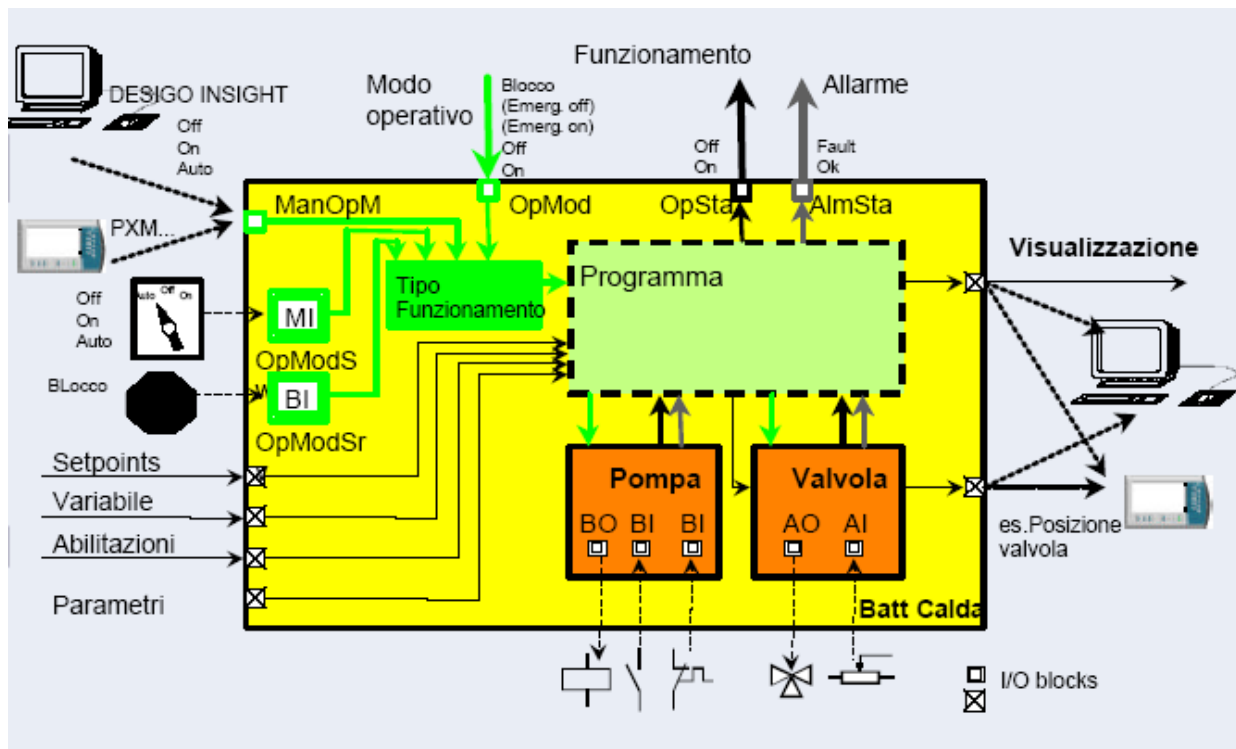 Funzionamento
DESIGO INSIGHT
Off
On
Auto
Modo
operativo
Blocco
(Emerg. off)
(Emerg. on)
Off
On
Off
On
Allarme
Fault
Ok
PXM...
ManOpM
OpMod
OpSta
AlmSta
Visualizzazione
Off
On
Auto
Auto Off On
MI
OpModS
Tipo
Funzionamento
Programma
BLocco
BI
OpModSr
Setpoints
Variabile
Abilitazioni
Parametri
Pompa
BO BI BI
Valvola
AO AI
es.Posizione
valvola
Batt Calda
I/O blocks